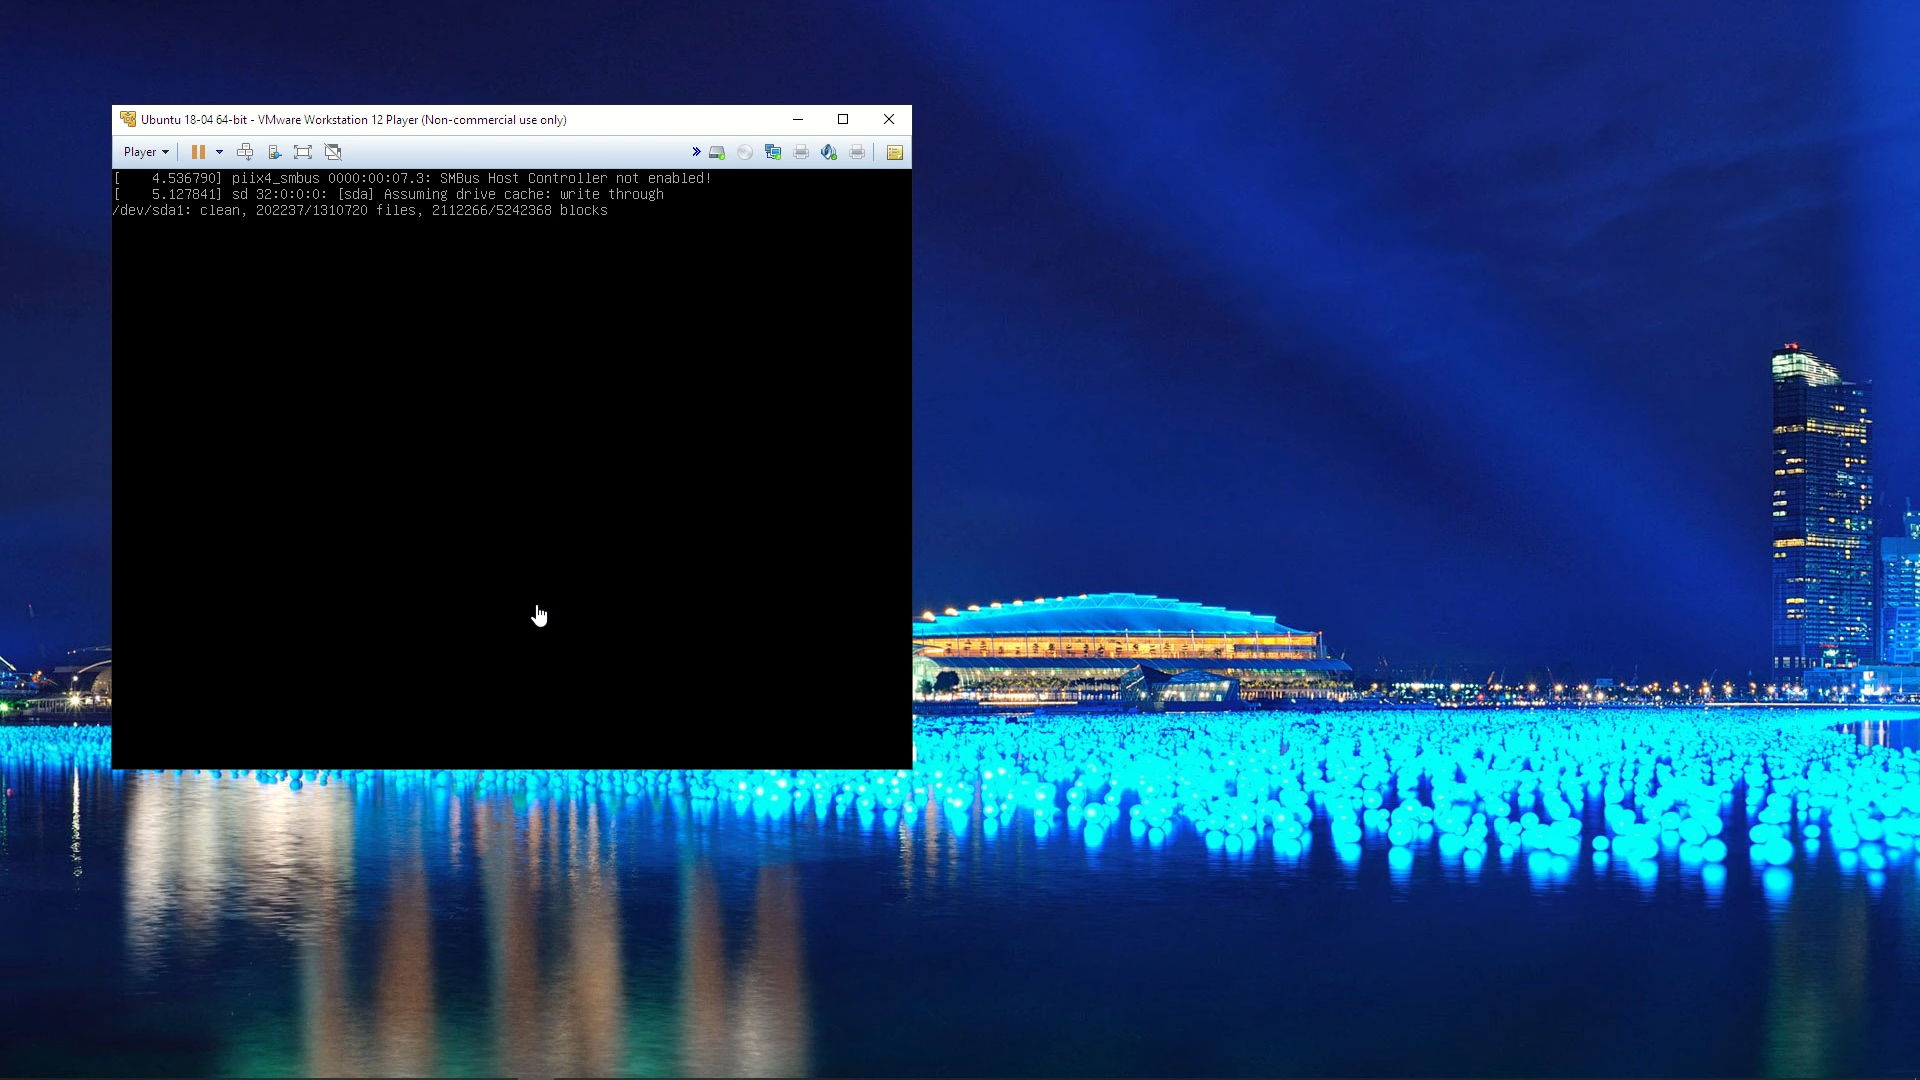 Ubuntu 18-04 64-bit - VMware Workstation 12 Player (Non-commercial use only)
Player
[    4.536790] piix4_smbus 0000:00:07.3: SMBus Host Controller not enabled!
[    5.127841] sd 32:0:0:0: [sda] Assuming drive cache: write through
/dev/sda1: clean, 202237/1310720 files, 2112266/5242368 blocks